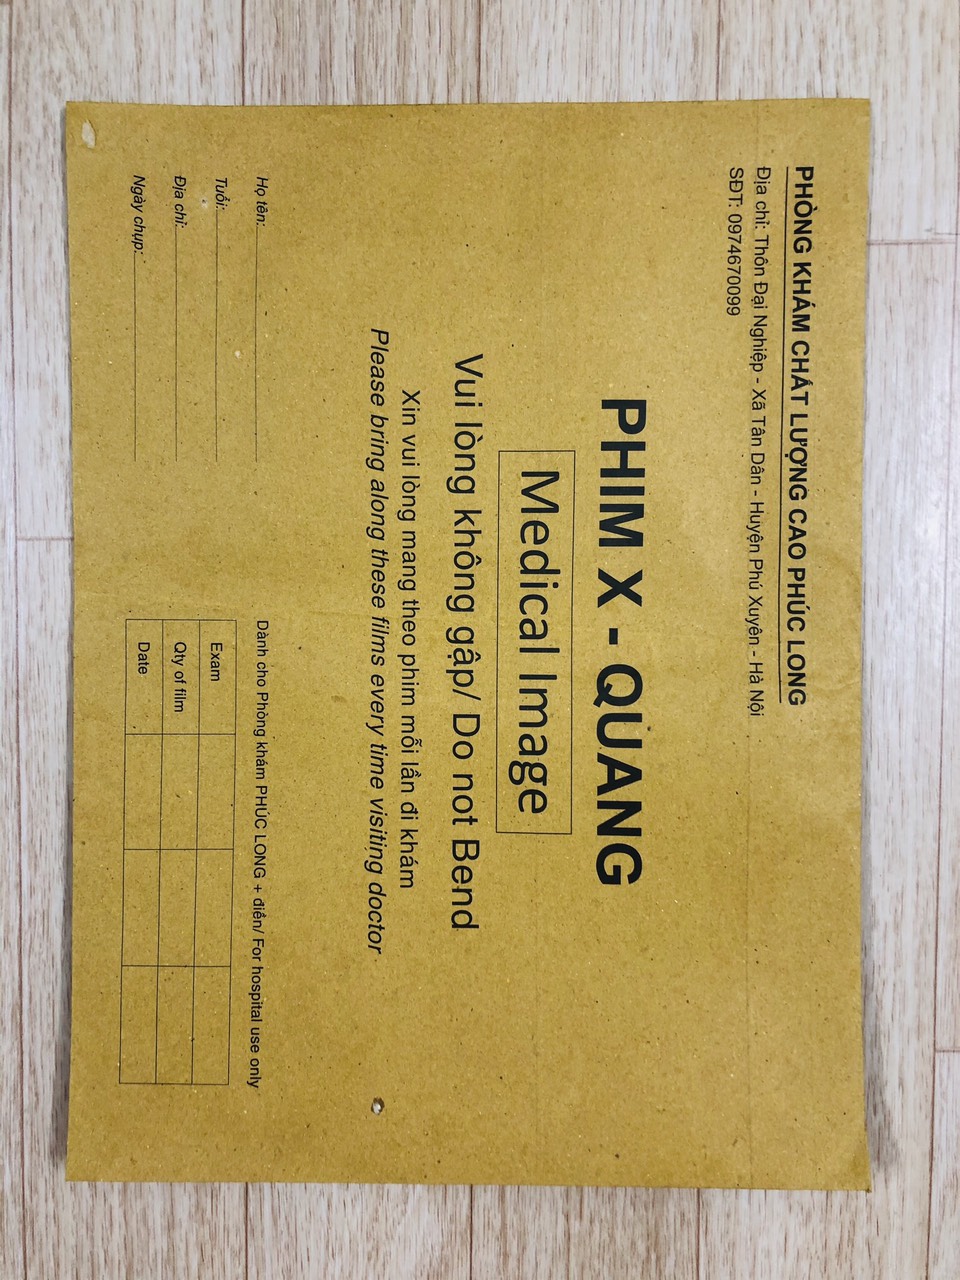 PHÒNG KHÁM CHẤT LƯỢNG CAO PHÚC LONG
Địa chỉ: Thôn Đại Nghiệp - Xã Tân Dân - Huyện Phú Xuyên - Hà Nội
SĐT: 0974670099
PHIM X - QUANG
Medical Image
Vui lòng không gập/ Do not Bend
Xin vui lòng mang theo phim mỗi lần đi khám
Please bring along these films every time visiting doctor
Họ tên:
Tuổi:
Địa chỉ:
Ngày chụp:
Dành cho Phòng khám PHÚC LONG + điền/ For hospital use only
Exam
Qty of film
Date